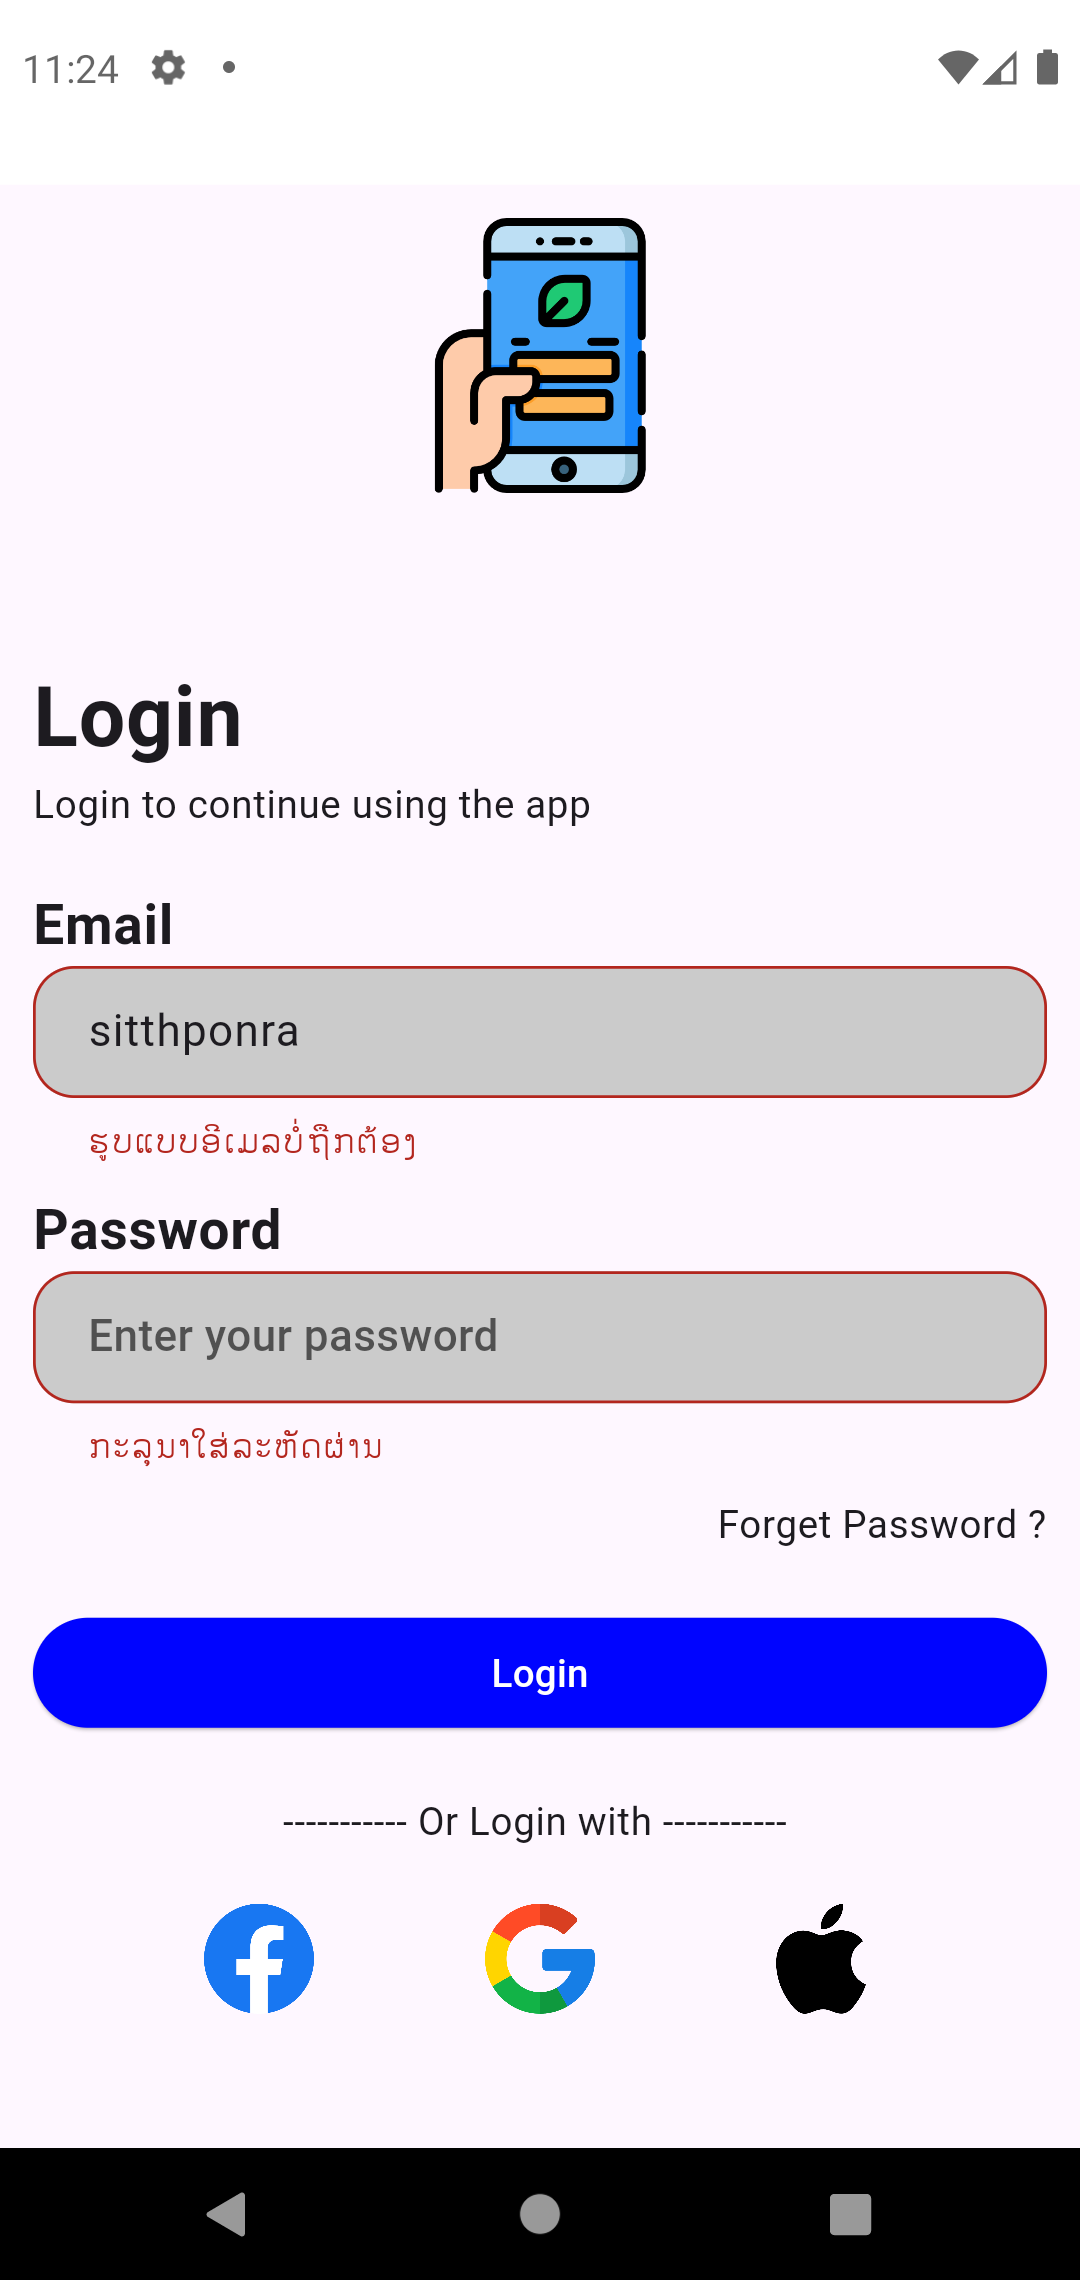 11:24
Login
Login to continue using the app
Email
sitthponra
ຮູບແບບອີເມລບໍ່ຖືກຕ້ອງ
Password
Enter your password
ກະລຸນາໃສ່ລະຫັດຜ່ານ
Forget Password ?
Login
----------- Or Login with -----------